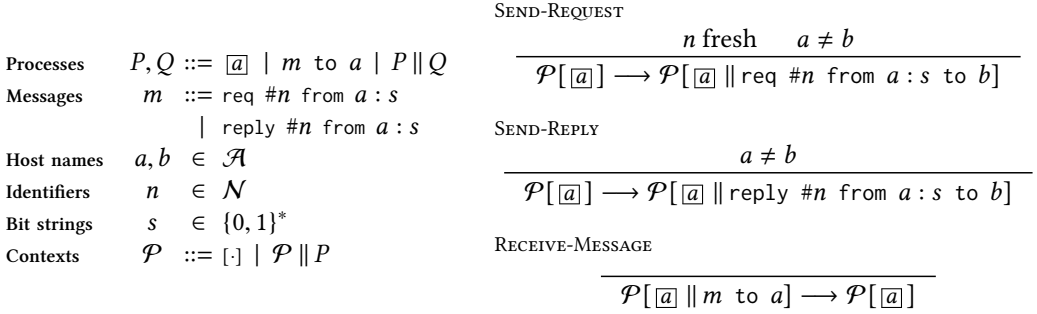 Processes P, Q ::= [a] | m to a | P ∥ Q
Messages m ::= req #n from a : s
| reply #n from a : s
Host names a, b ∈ 𝒜
Identifiers n ∈ 𝒩
Bit strings s ∈ {0, 1}*
Contexts 𝒫 ::= [·] | 𝒫 ∥ P
Send-Request
n fresh a ≠ b
𝒫[ [a] ] ⟶ 𝒫[ [a] ∥ req #n from a : s to b]
Send-Reply
a ≠ b
𝒫[ [a] ] ⟶ 𝒫[ [a] ∥ reply #n from a : s to b]
Receive-Message
𝒫[ [a] ∥ m to a] ⟶ 𝒫[ [a] ]